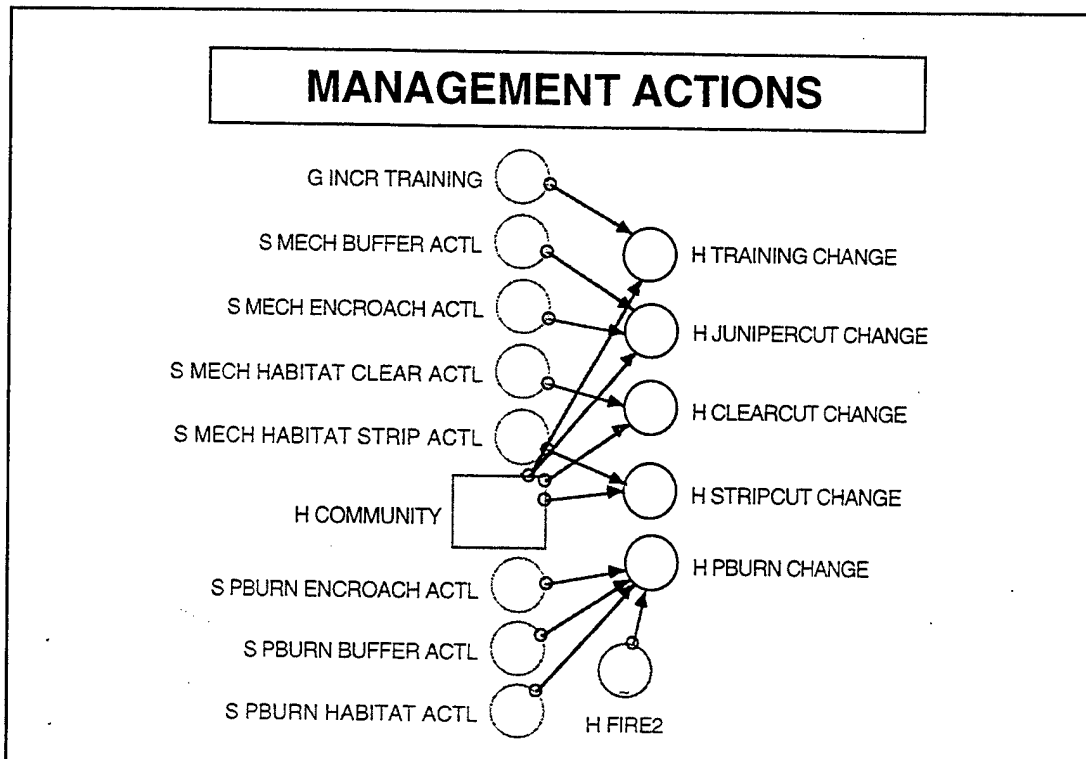 MANAGEMENT ACTIONS
G INCR TRAINING
S MECH BUFFER ACTL
H TRAINING CHANGE
S MECH ENCROACH ACTL
H JUNIPERCUT CHANGE
S MECH HABITAT CLEAR ACTL
H CLEARCUT CHANGE
S MECH HABITAT STRIP ACTL
H STRIPCUT CHANGE
H COMMUNITY
H PBURN CHANGE
S PBURN ENCROACH ACTL
S PBURN BUFFER ACTL
S PBURN HABITAT ACTL
H FIRE2